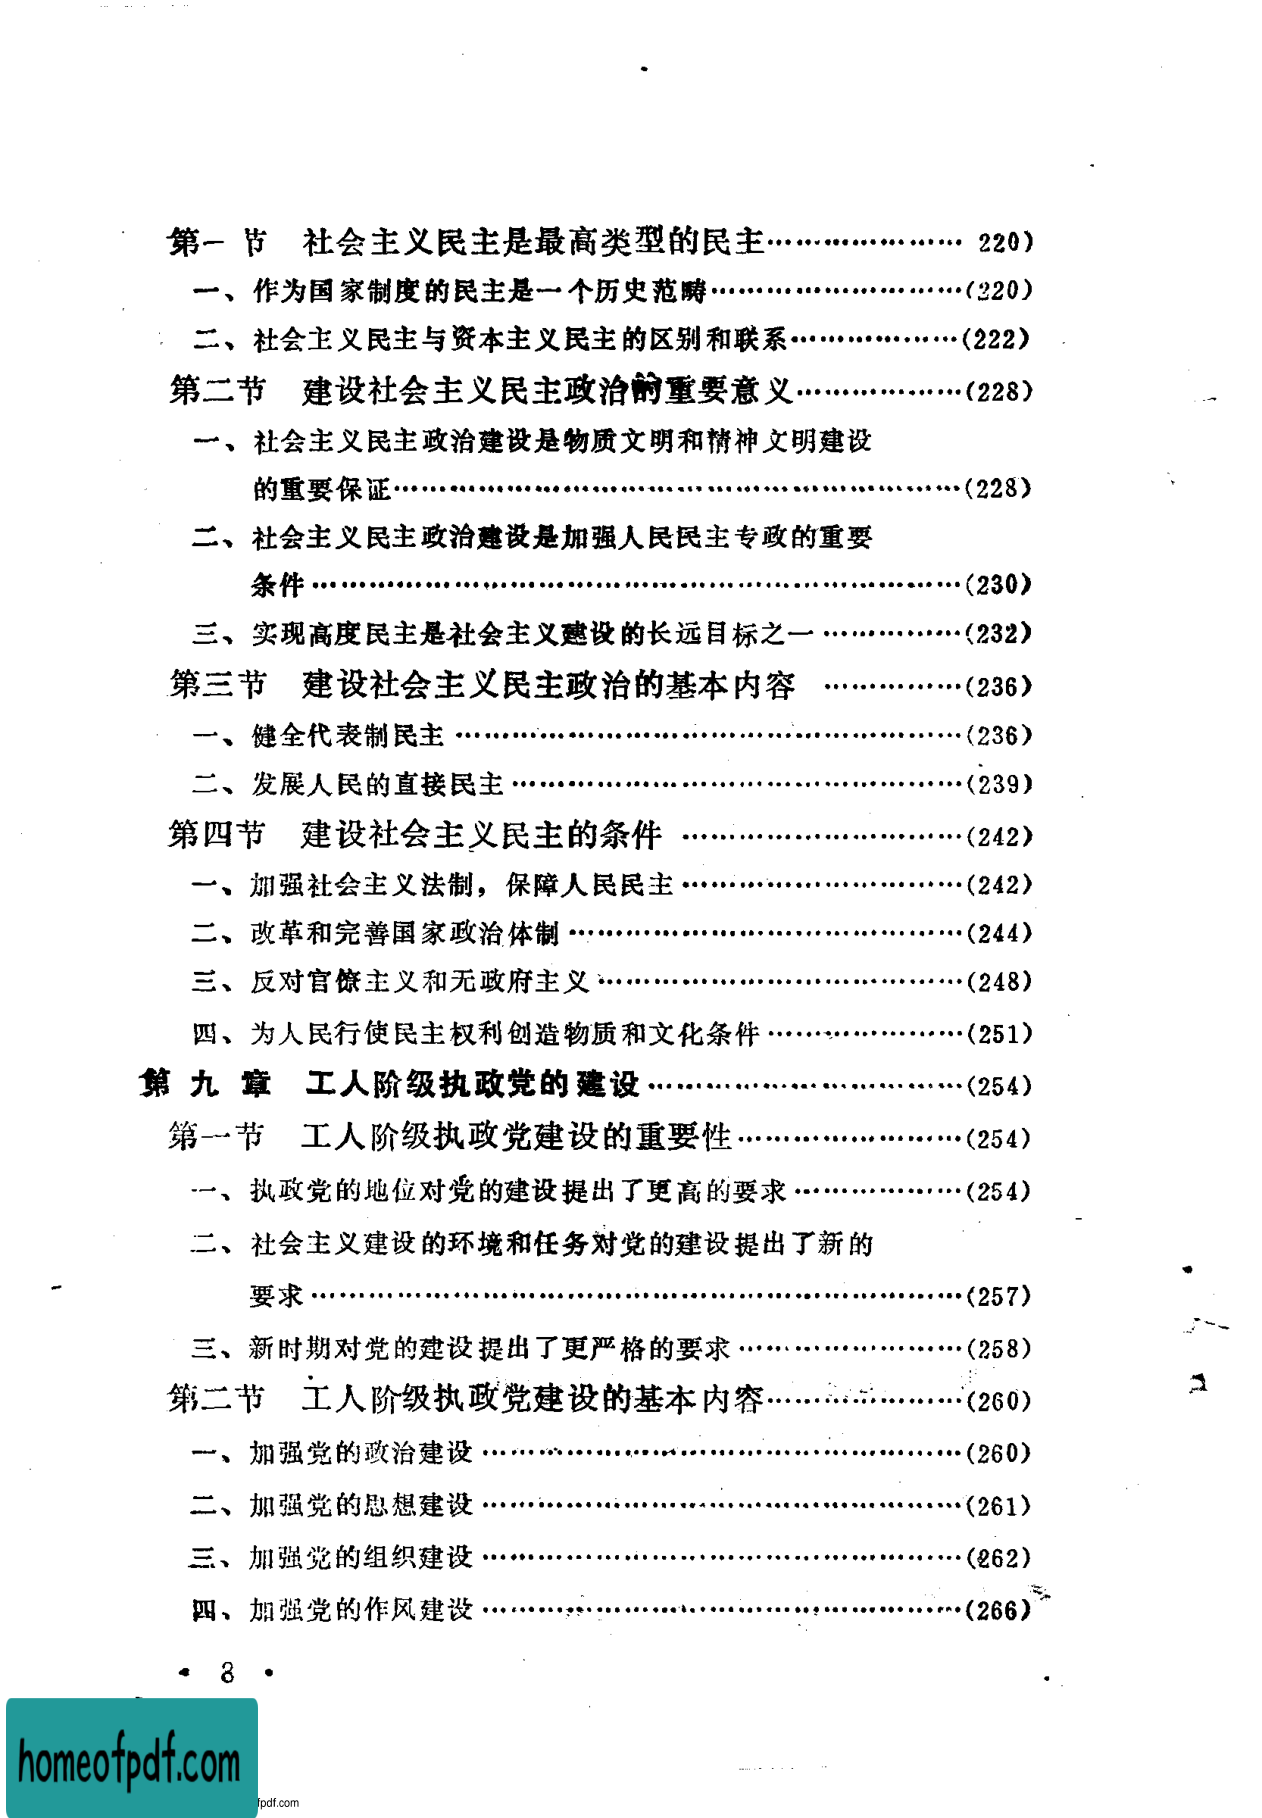 第一节 社会主义民主是最高类型的民主…………………220)
一、作为国家制度的民主是一个历史范畴………………………(220)
二、社会主义民主与资本主义民主的区别和联系………………(222)
第二节 建设社会主义民主政治的重要意义………………(228)
一、社会主义民主政治建设是物质文明和精神文明建设
的重要保证……………………………………………………(228)
二、社会主义民主政治建设是加强人民民主专政的重要
条件……………………………………………………………(230)
三、实现高度民主是社会主义建设的长远目标之一……………(232)
第三节 建设社会主义民主政治的基本内容……………(236)
一、健全代表制民主………………………………………………(236)
二、发展人民的直接民主…………………………………………(239)
第四节 建设社会主义民主的条件…………………………(242)
一、加强社会主义法制，保障人民民主…………………………(242)
二、改革和完善国家政治体制……………………………………(244)
三、反对官僚主义和无政府主义…………………………………(248)
四、为人民行使民主权利创造物质和文化条件…………………(251)
第九章 工人阶级执政党的建设……………………………(254)
第一节 工人阶级执政党建设的重要性……………………(254)
一、执政党的地位对党的建设提出了更高的要求………………(254)
二、社会主义建设的环境和任务对党的建设提出了新的
要求……………………………………………………………(257)
三、新时期对党的建设提出了更严格的要求……………………(258)
第二节 工人阶级执政党建设的基本内容…………………(260)
一、加强党的政治建设……………………………………………(260)
二、加强党的思想建设……………………………………………(261)
三、加强党的组织建设……………………………………………(262)
四、加强党的作风建设……………………………………………(266)
• 8 •
homeofpdf.com
fpdf.com